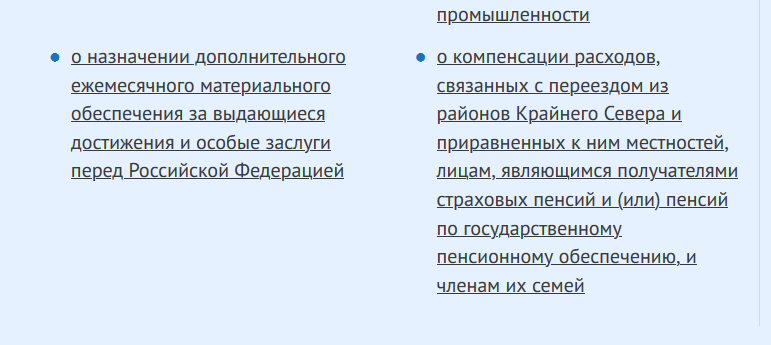 промышленности
о назначении дополнительного
ежемесячного материального
обеспечения за выдающиеся
достижения и особые заслуги
перед Российской Федерацией
о компенсации расходов,
связанных с переездом из
районов Крайнего Севера и
приравненных к ним местностей,
лицам, являющимся получателями
страховых пенсий и (или) пенсий
по государственному
пенсионному обеспечению, и
членам их семей